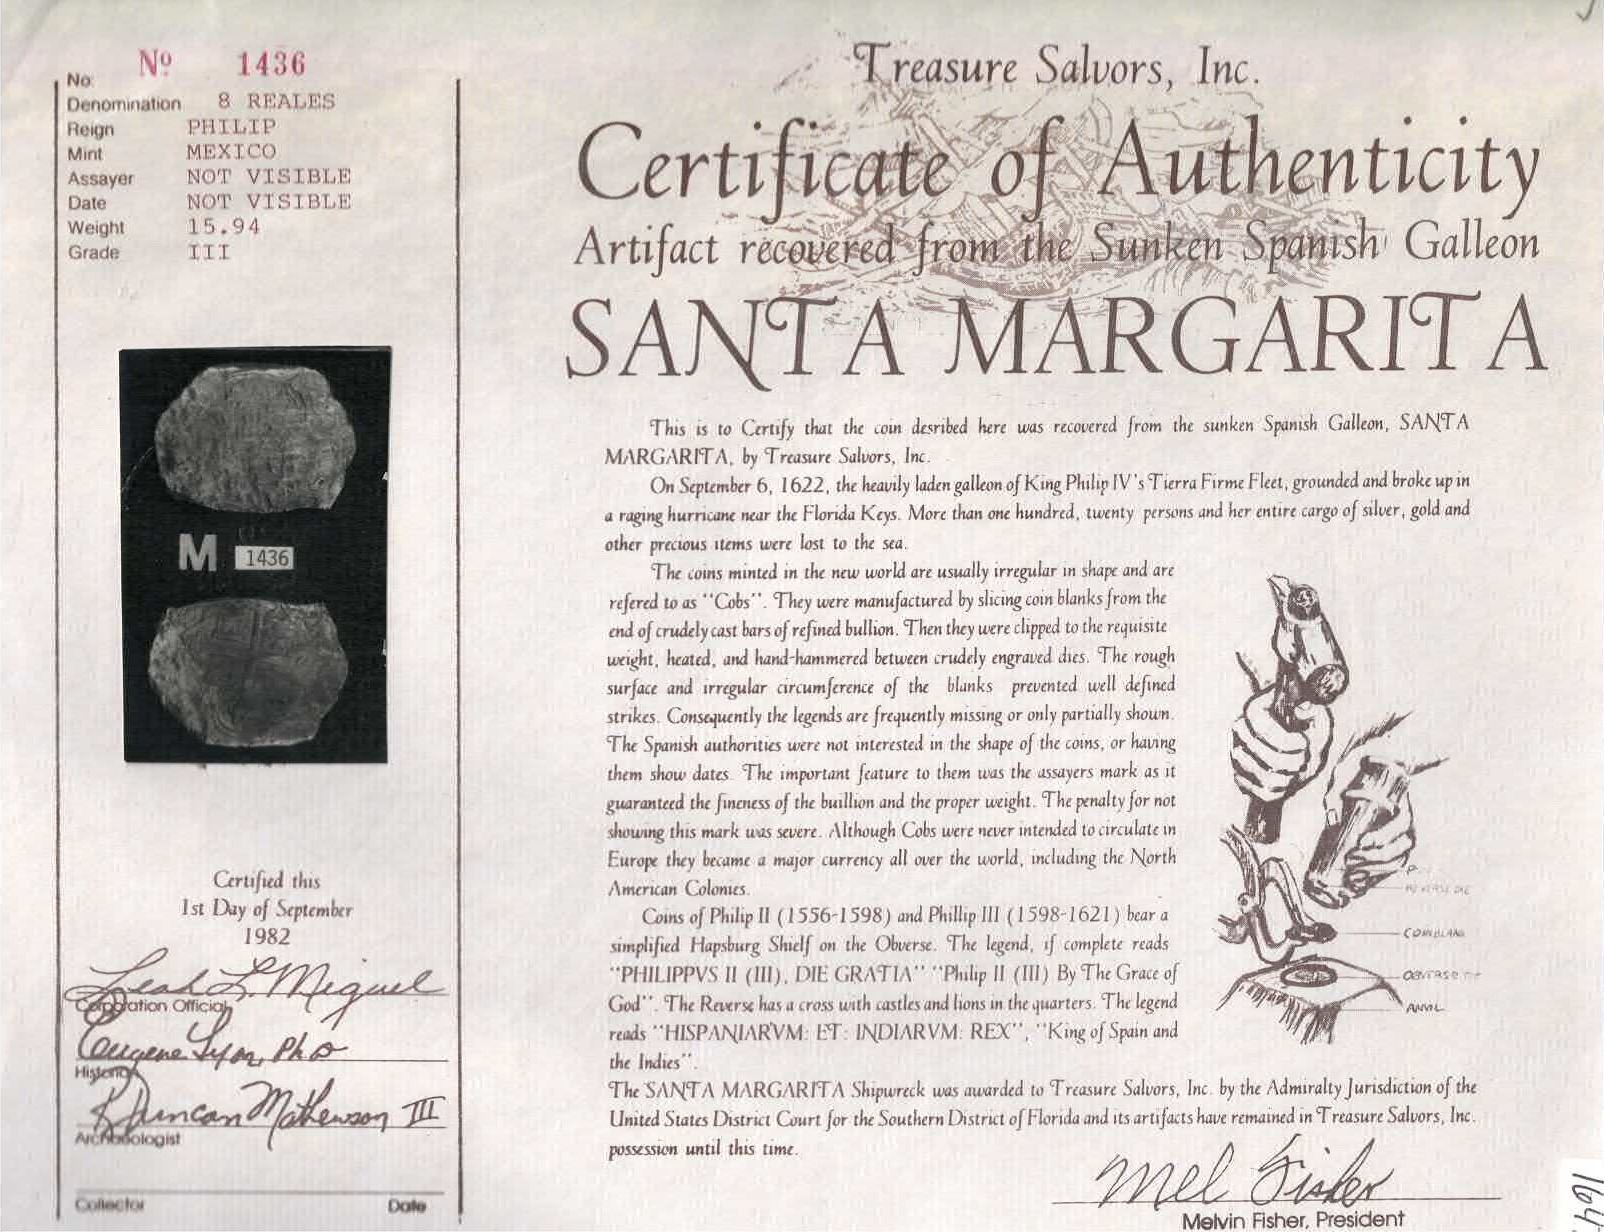 No. Nº 1436
Denomination 8 REALES
Reign PHILIP
Mint MEXICO
Assayer NOT VISIBLE
Date NOT VISIBLE
Weight 15.94
Grade III
M 1436
Certified this
1st Day of September
1982
Leah L. Miguel
Corporation Official
Eugene Lyon, Ph D
Historian
R Duncan Mathewson III
Archaeologist
Collector Date
Treasure Salvors, Inc.
Certificate of Authenticity
Artifact recovered from the Sunken Spanish Galleon
SANTA MARGARITA
This is to Certify that the coin desribed here was recovered from the sunken Spanish Galleon, SANTA
MARGARITA, by Treasure Salvors, Inc.
On September 6, 1622, the heavily laden galleon of King Philip IV's Tierra Firme Fleet, grounded and broke up in
a raging hurricane near the Florida Keys. More than one hundred, twenty persons and her entire cargo of silver, gold and
other precious items were lost to the sea.
The coins minted in the new world are usually irregular in shape and are
refered to as "Cobs". They were manufactured by slicing coin blanks from the
end of crudely cast bars of refined bullion. Then they were clipped to the requisite
weight, heated, and hand-hammered between crudely engraved dies. The rough
surface and irregular circumference of the blanks prevented well defined
strikes. Consequently the legends are frequently missing or only partially shown.
The Spanish authorities were not interested in the shape of the coins, or having
them show dates. The important feature to them was the assayers mark as it
guaranteed the fineness of the buillion and the proper weight. The penalty for not
showing this mark was severe. Although Cobs were never intended to circulate in
Europe they became a major currency all over the world, including the North
American Colonies.
Coins of Philip II (1556-1598) and Phillip III (1598-1621) bear a
simplified Hapsburg Shielf on the Obverse. The legend, if complete reads
"PHILIPPVS II (III), DIE GRATIA" "Philip II (III) By The Grace of
God". The Reverse has a cross with castles and lions in the quarters. The legend
reads "HISPANIARVM: ET: INDIARVM: REX", "King of Spain and
the Indies".
The SANTA MARGARITA Shipwreck was awarded to Treasure Salvors, Inc. by the Admiralty Jurisdiction of the
United States District Court for the Southern District of Florida and its artifacts have remained in Treasure Salvors, Inc.
possession until this time.
REVERSE DIE
COIN BLANK
OBVERSE DIE
ANVIL
Mel Fisher
Melvin Fisher, President
164